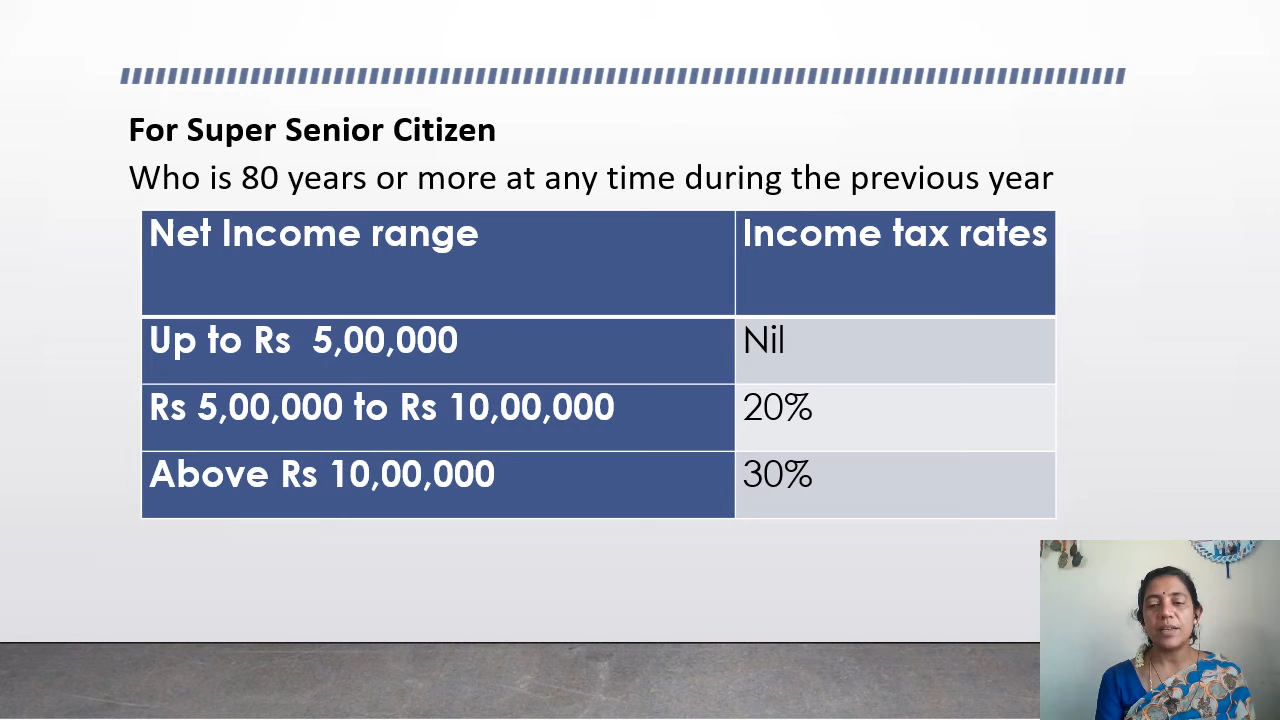 For Super Senior Citizen
Who is 80 years or more at any time during the previous year
Net Income range Income tax rates
Up to Rs  5,00,000 Nil
Rs 5,00,000 to Rs 10,00,000 20%
Above Rs 10,00,000 30%